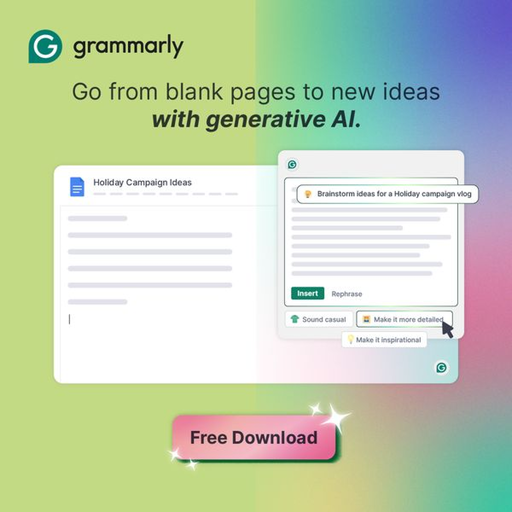 grammarly
Go from blank pages to new ideas
with generative AI.
Holiday Campaign Ideas
Brainstorm ideas for a Holiday campaign vlog
Insert Rephrase
Sound casual Make it more detailed
Make it inspirational
Free Download